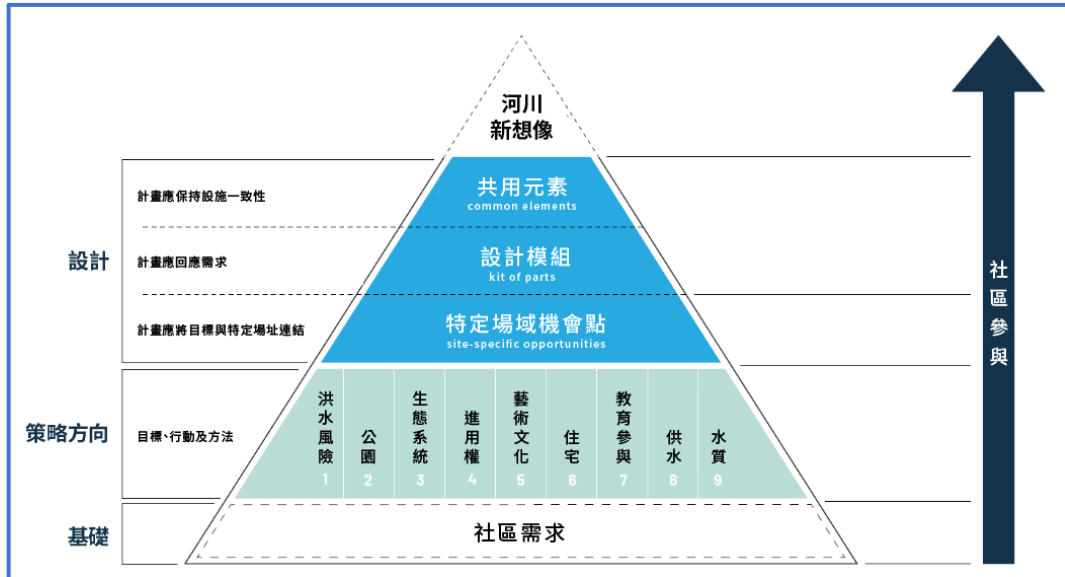 河川
新想像
計畫應保持設施一致性
共用元素
common elements
設計
計畫應回應需求
設計模組
kit of parts
計畫應將目標與特定場址連結
特定場域機會點
site-specific opportunities
策略方向
目標、行動及方法
洪水風險
1
公園
2
生態系統
3
進用權
4
藝術文化
5
住宅
6
教育參與
7
供水
8
水質
9
基礎
社區需求
社區參與